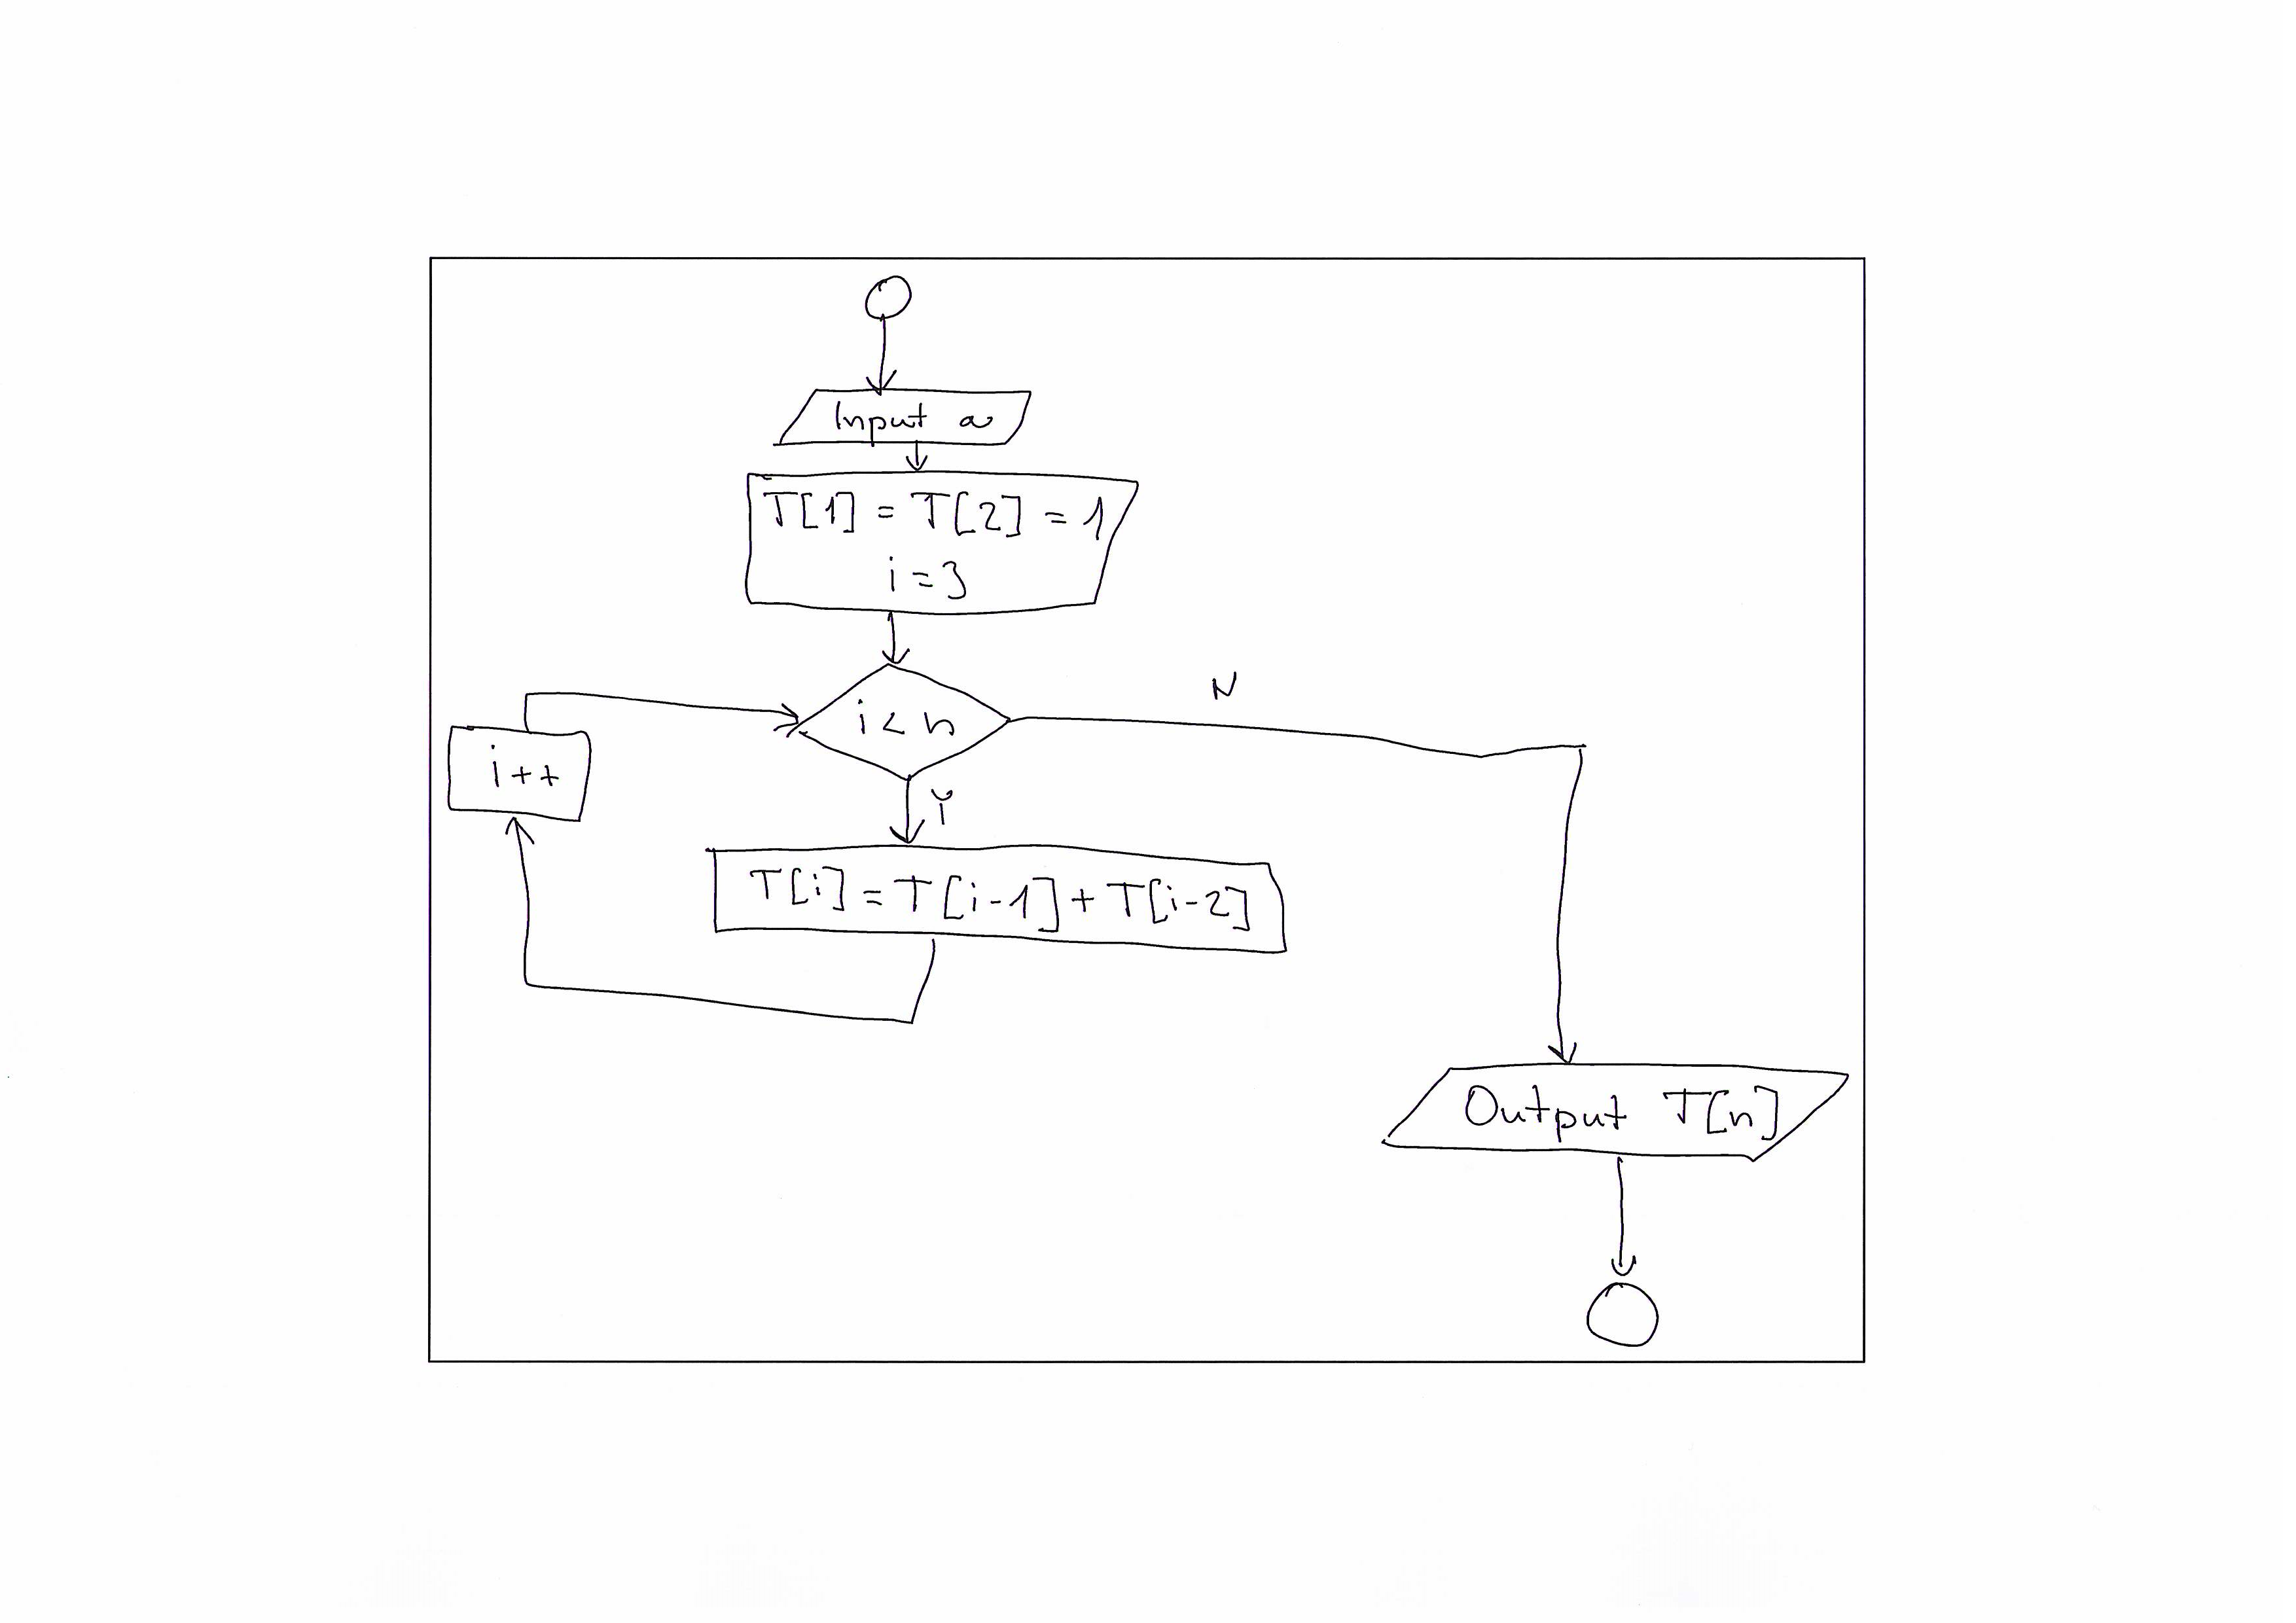 Input a
T[1] = T[2] = 1
i = 3
i < n
N
i++
Y
T[i] = T[i-1] + T[i-2]
Output T[n]